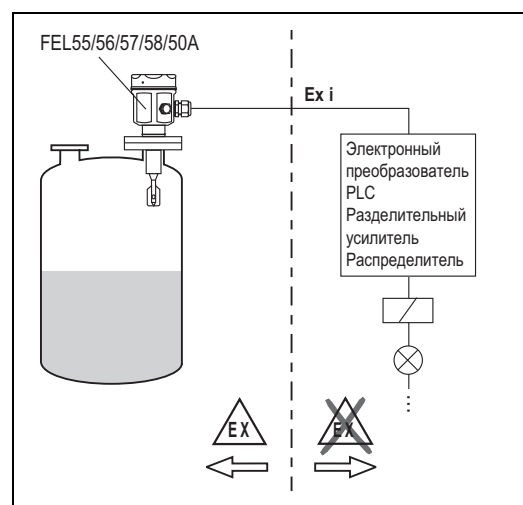 FEL55/56/57/58/50A
Ex i
Электронный
преобразователь
PLC
Разделительный
усилитель
Распределитель
EX
EX